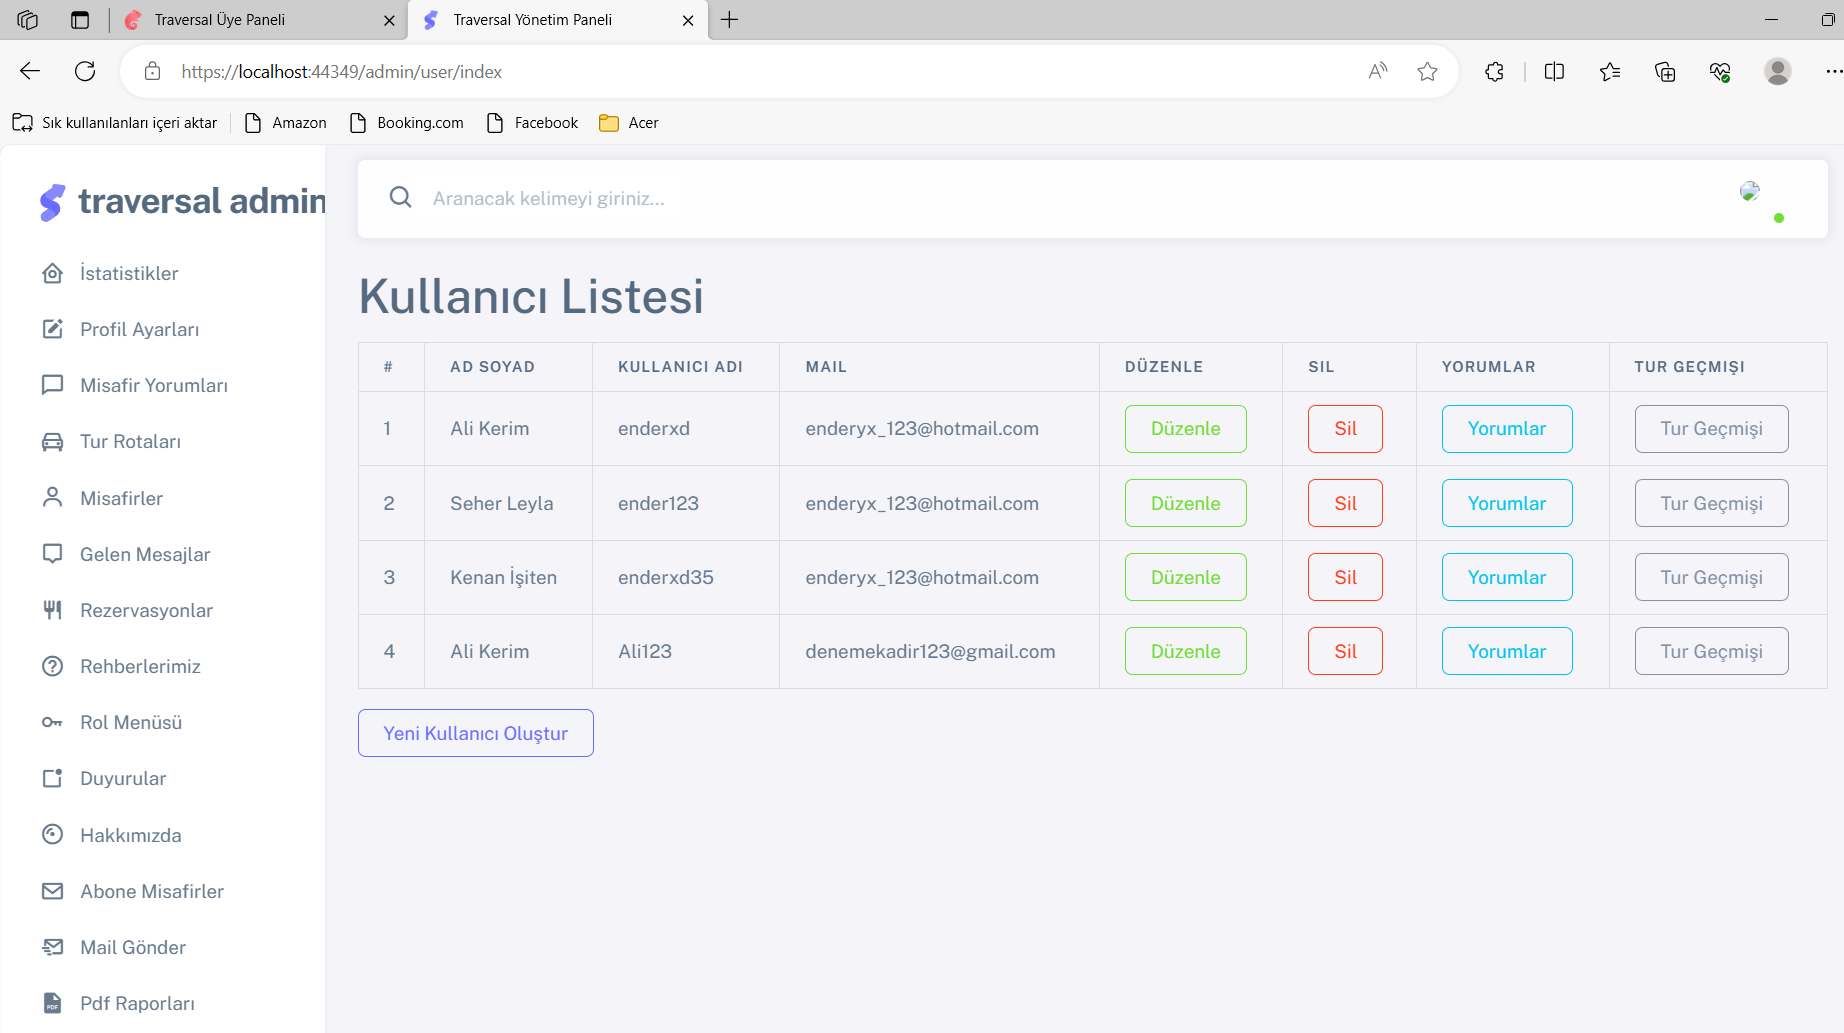 Traversal Üye Paneli
Traversal Yönetim Paneli
https://localhost:44349/admin/user/index
Sık kullanılanları içeri aktar
Amazon
Booking.com
Facebook
Acer
traversal admin
Aranacak kelimeyi giriniz...
İstatistikler
Profil Ayarları
Misafir Yorumları
Tur Rotaları
Misafirler
Gelen Mesajlar
Rezervasyonlar
Rehberlerimiz
Rol Menüsü
Duyurular
Hakkımızda
Abone Misafirler
Mail Gönder
Pdf Raporları
Kullanıcı Listesi
# AD SOYAD KULLANICI ADI MAIL DÜZENLE SIL YORUMLAR TUR GEÇMIŞI
1 Ali Kerim enderxd enderyx_123@hotmail.com Düzenle Sil Yorumlar Tur Geçmişi
2 Seher Leyla ender123 enderyx_123@hotmail.com Düzenle Sil Yorumlar Tur Geçmişi
3 Kenan İşiten enderxd35 enderyx_123@hotmail.com Düzenle Sil Yorumlar Tur Geçmişi
4 Ali Kerim Ali123 denemekadir123@gmail.com Düzenle Sil Yorumlar Tur Geçmişi
Yeni Kullanıcı Oluştur